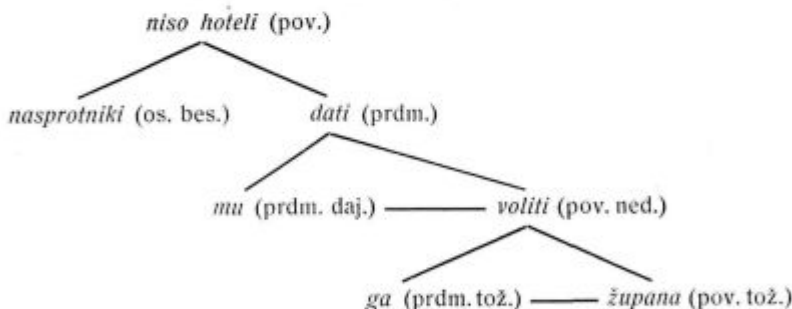 niso hoteli (pov.)
nasprotniki (os. bes.) dati (prdm.)
mu (prdm. daj.) voliti (pov. ned.)
ga (prdm. tož.) župana (pov. tož.)